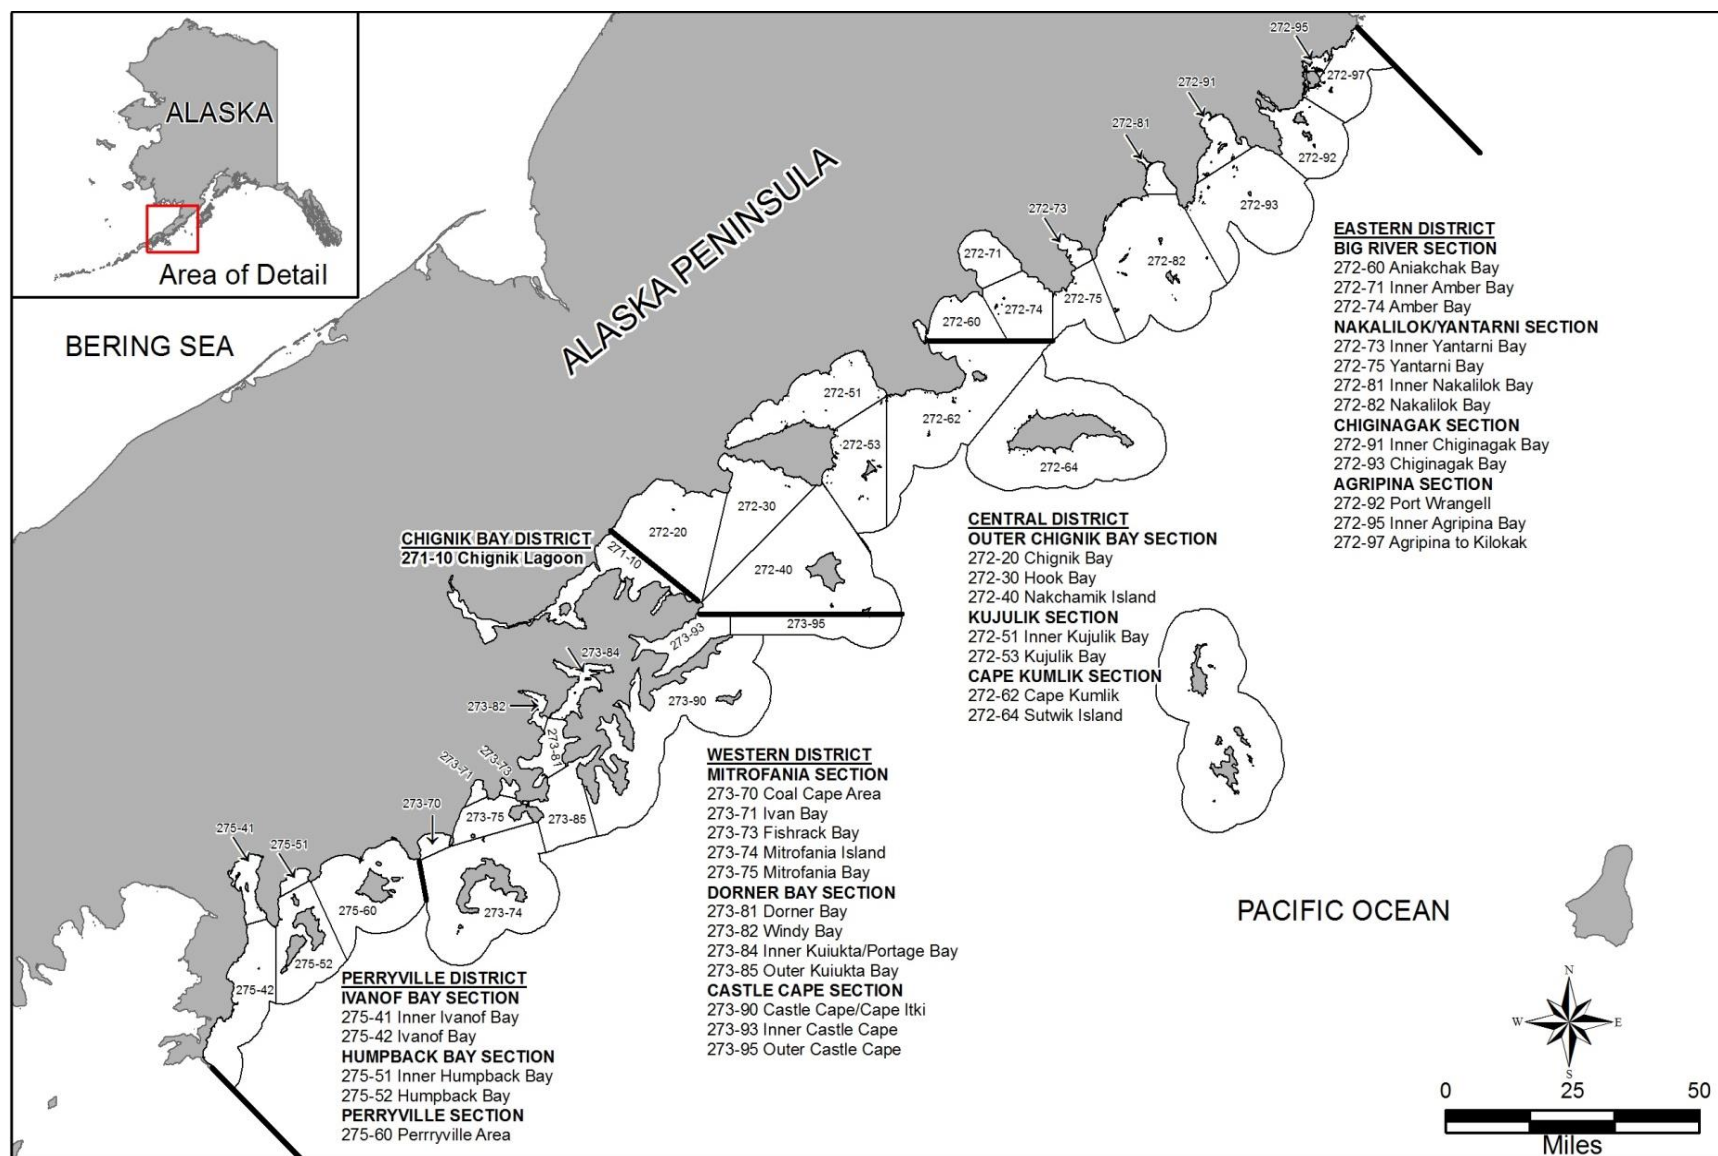 ALASKA
Area of Detail
BERING SEA
ALASKA PENINSULA
272-95
272-97
272-91
272-81
272-92
272-93
272-73
272-71
272-82
272-75
272-74
272-60
272-51
272-62
272-53
272-64
272-30
272-20
272-40
271-10
273-95
273-93
273-84
273-90
273-82
273-81
273-73
273-71
273-70
273-75
273-85
273-74
275-41
275-51
275-60
275-52
275-42
EASTERN DISTRICT
BIG RIVER SECTION
272-60 Aniakchak Bay
272-71 Inner Amber Bay
272-74 Amber Bay
NAKALILOK/YANTARNI SECTION
272-73 Inner Yantarni Bay
272-75 Yantarni Bay
272-81 Inner Nakalilok Bay
272-82 Nakalilok Bay
CHIGINAGAK SECTION
272-91 Inner Chiginagak Bay
272-93 Chiginagak Bay
AGRIPINA SECTION
272-92 Port Wrangell
272-95 Inner Agripina Bay
272-97 Agripina to Kilokak
CHIGNIK BAY DISTRICT
271-10 Chignik Lagoon
CENTRAL DISTRICT
OUTER CHIGNIK BAY SECTION
272-20 Chignik Bay
272-30 Hook Bay
272-40 Nakchamik Island
KUJULIK SECTION
272-51 Inner Kujulik Bay
272-53 Kujulik Bay
CAPE KUMLIK SECTION
272-62 Cape Kumlik
272-64 Sutwik Island
WESTERN DISTRICT
MITROFANIA SECTION
273-70 Coal Cape Area
273-71 Ivan Bay
273-73 Fishrack Bay
273-74 Mitrofania Island
273-75 Mitrofania Bay
DORNER BAY SECTION
273-81 Dorner Bay
273-82 Windy Bay
273-84 Inner Kuiukta/Portage Bay
273-85 Outer Kuiukta Bay
CASTLE CAPE SECTION
273-90 Castle Cape/Cape Itki
273-93 Inner Castle Cape
273-95 Outer Castle Cape
PERRYVILLE DISTRICT
IVANOF BAY SECTION
275-41 Inner Ivanof Bay
275-42 Ivanof Bay
HUMPBACK BAY SECTION
275-51 Inner Humpback Bay
275-52 Humpback Bay
PERRYVILLE SECTION
275-60 Perrryville Area
PACIFIC OCEAN
N
W
E
S
0 25 50
Miles